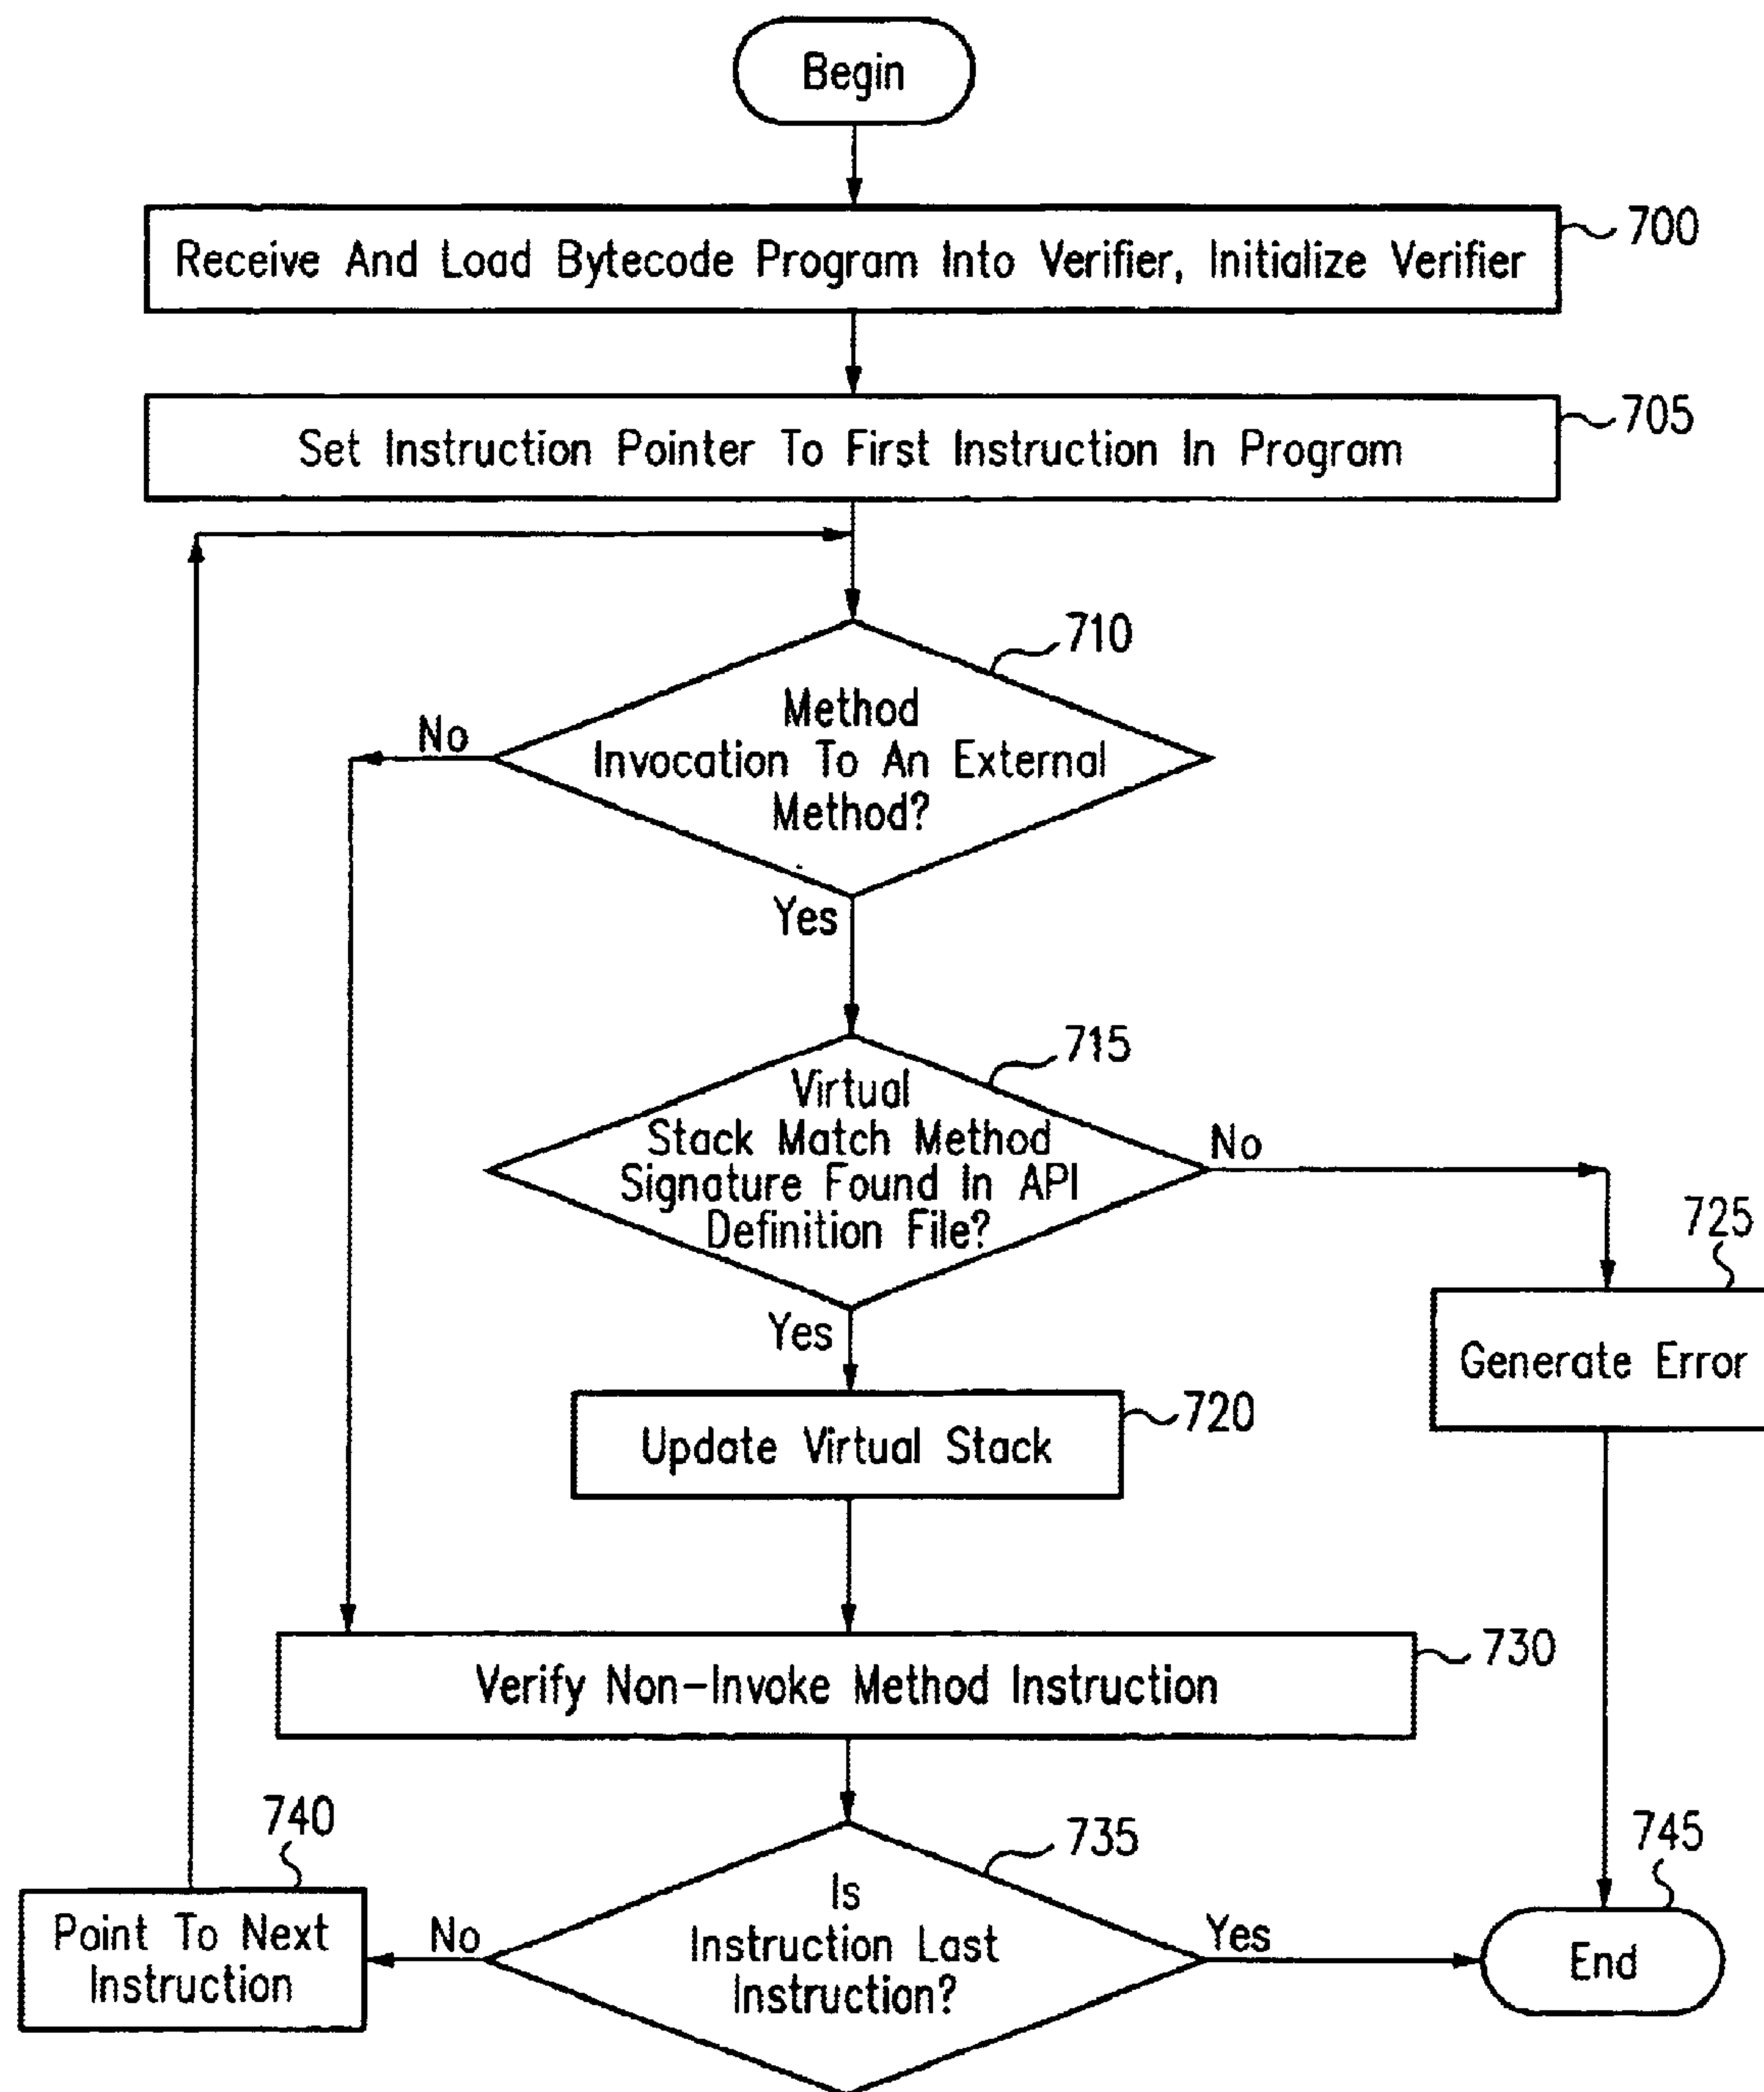 Begin
Receive And Load Bytecode Program Into Verifier, Initialize Verifier
700
Set Instruction Pointer To First Instruction In Program
705
710
Method
Invocation To An External
Method?
No
Yes
715
Virtual
Stack Match Method
Signature Found In API
Definition File?
No
Yes
725
Generate Error
Update Virtual Stack
720
Verify Non-Invoke Method Instruction
730
740
Point To Next
Instruction
No
735
Is
Instruction Last
Instruction?
Yes
745
End